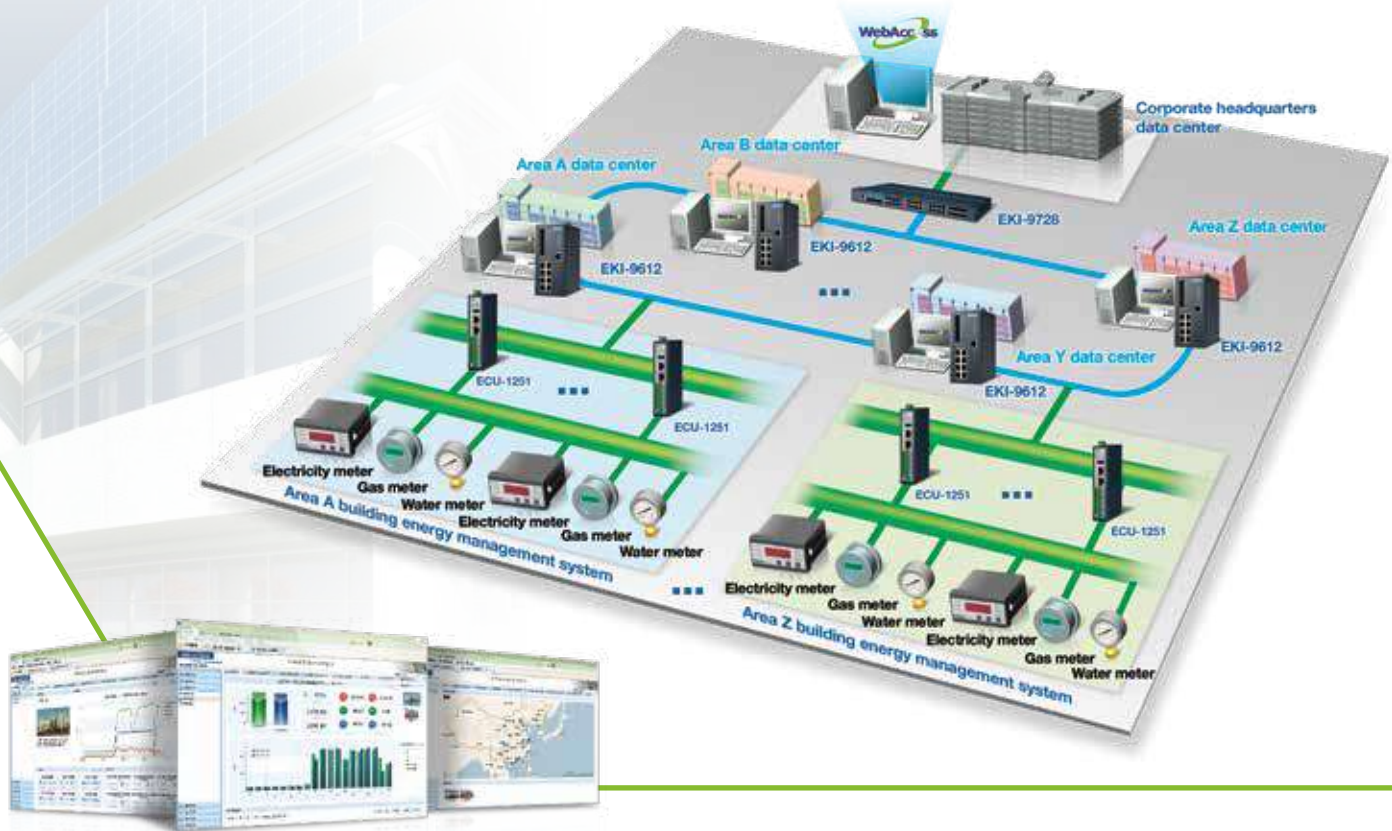 WebAccess
Corporate headquarters
data center
Area B data center
Area A data center
EKI-9728
Area Z data center
EKI-9612
EKI-9612
EKI-9612
Area Y data center
EKI-9612
ECU-1251
ECU-1251
Electricity meter
Gas meter
Water meter
Electricity meter
Gas meter
Water meter
Area A building energy management system
ECU-1251
ECU-1251
Electricity meter
Gas meter
Water meter
Electricity meter
Gas meter
Water meter
Area Z building energy management system